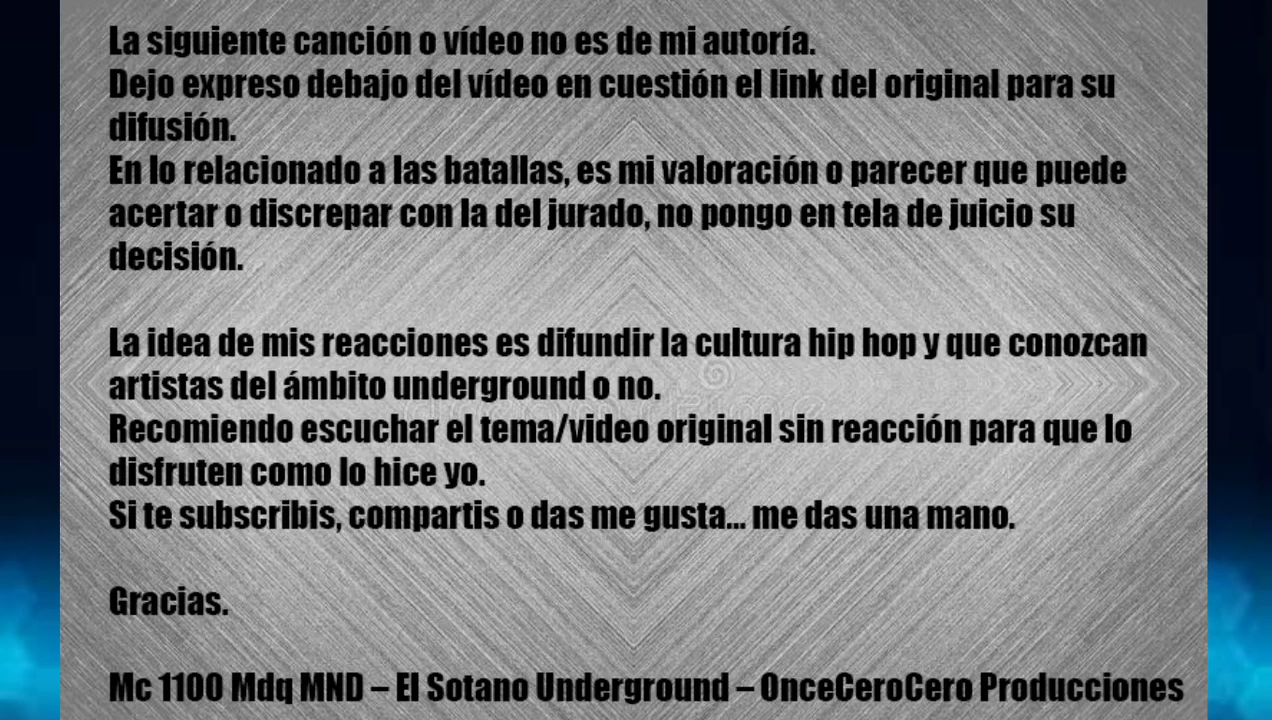 La siguiente canción o vídeo no es de mi autoría.
Dejo expreso debajo del vídeo en cuestión el link del original para su
difusión.
En lo relacionado a las batallas, es mi valoración o parecer que puede
acertar o discrepar con la del jurado, no pongo en tela de juicio su
decisión.
La idea de mis reacciones es difundir la cultura hip hop y que conozcan
artistas del ámbito underground o no.
Recomiendo escuchar el tema/video original sin reacción para que lo
disfruten como lo hice yo.
Si te subscribis, compartis o das me gusta... me das una mano.
Gracias.
Mc 1100 Mdq MND – El Sotano Underground – OnceCeroCero Producciones